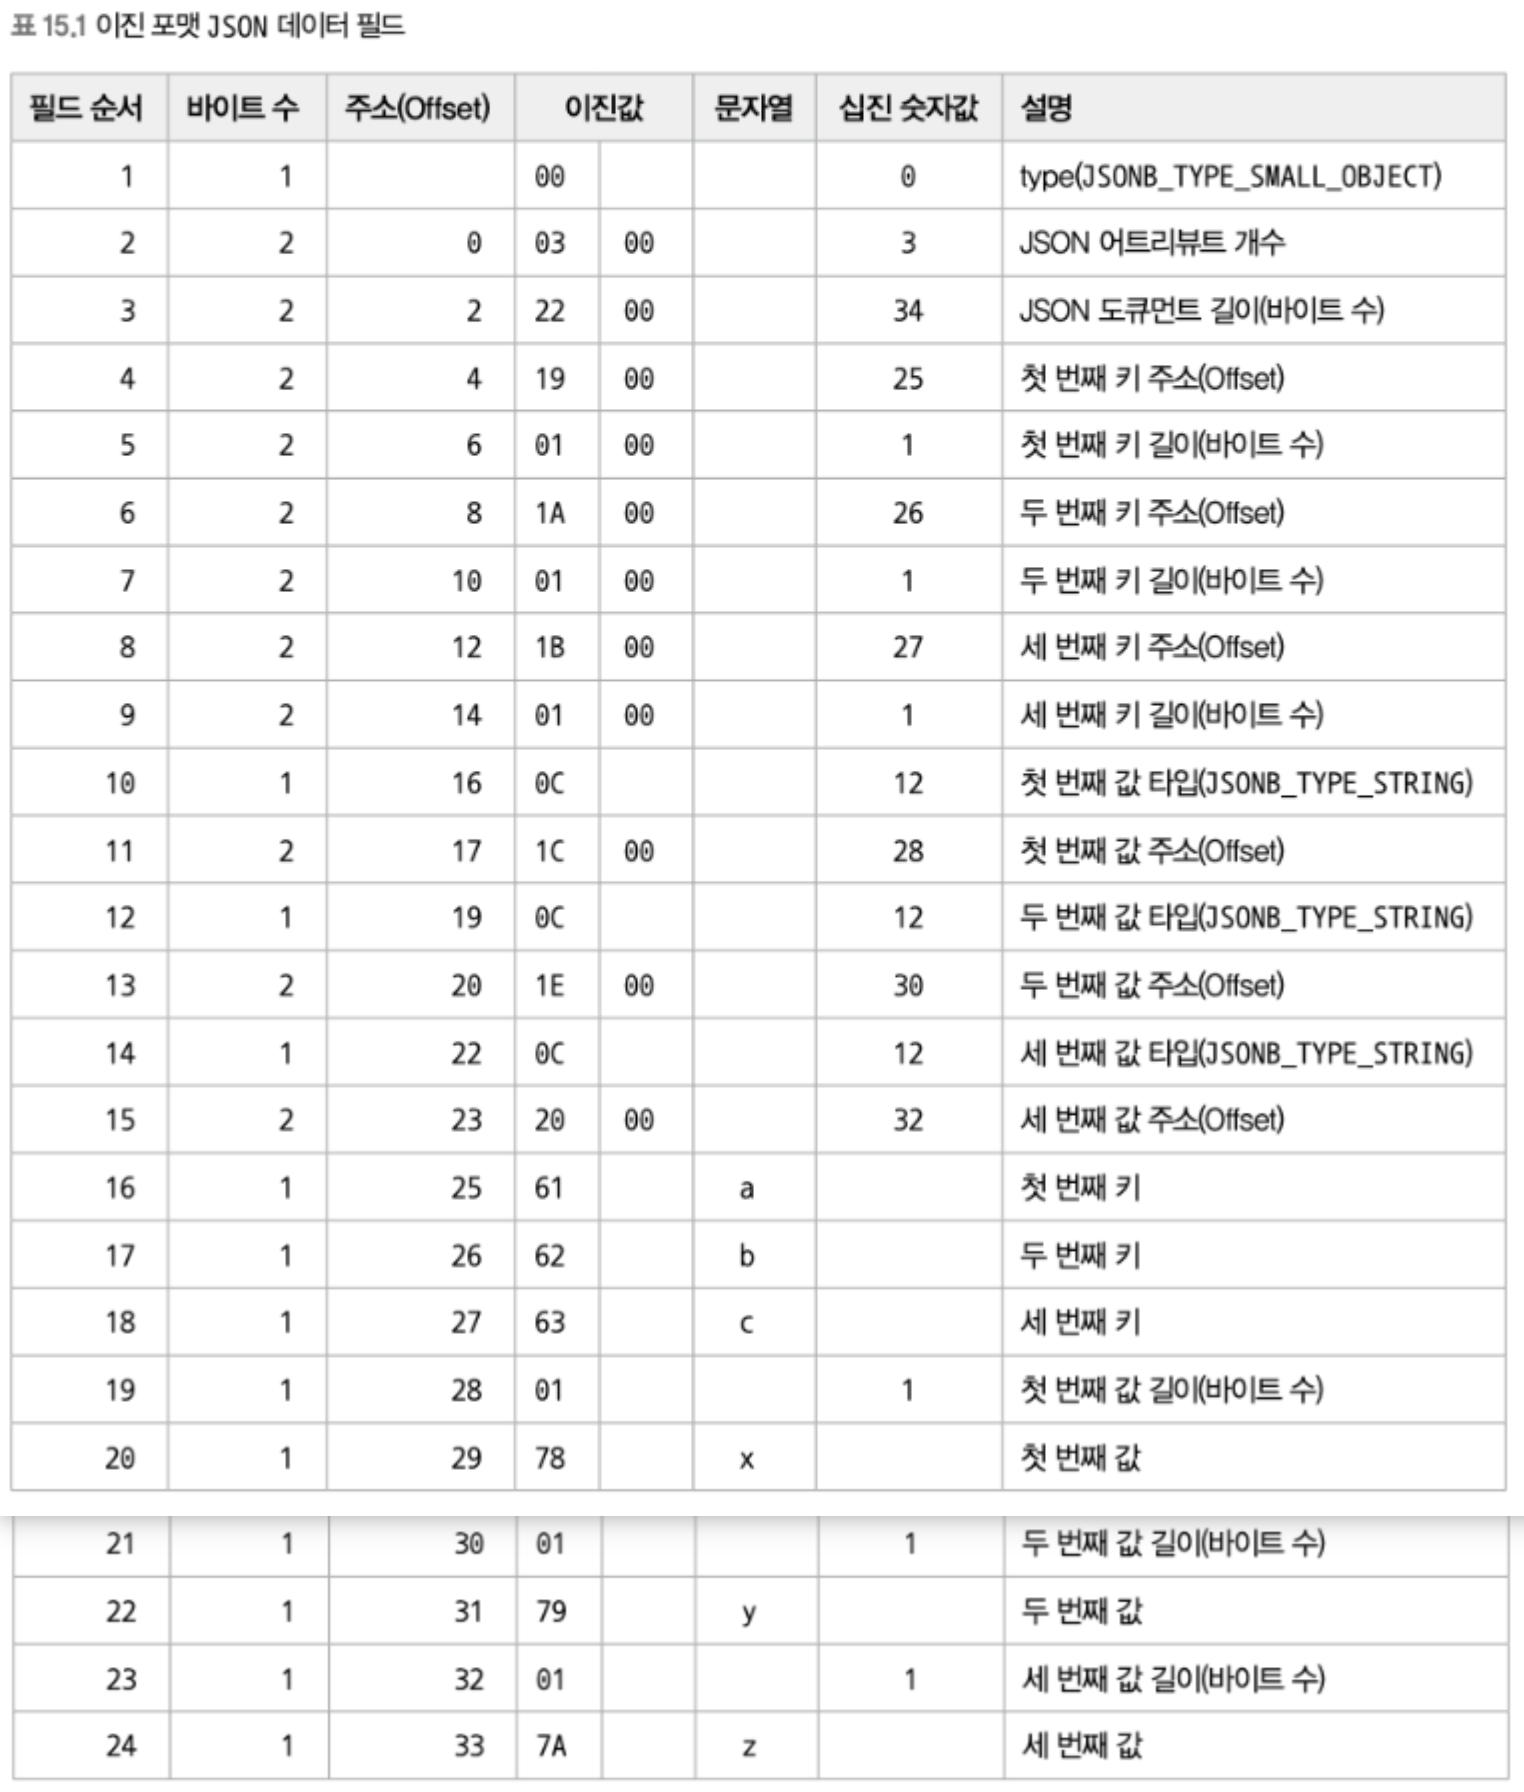 표 15.1 이진 포맷 JSON 데이터 필드
필드 순서 바이트 수 주소(Offset) 이진값 문자열 십진 숫자값 설명
1 1 00 0 type(JSONB_TYPE_SMALL_OBJECT)
2 2 0 03 00 3 JSON 어트리뷰트 개수
3 2 2 22 00 34 JSON 도큐먼트 길이(바이트 수)
4 2 4 19 00 25 첫 번째 키 주소(Offset)
5 2 6 01 00 1 첫 번째 키 길이(바이트 수)
6 2 8 1A 00 26 두 번째 키 주소(Offset)
7 2 10 01 00 1 두 번째 키 길이(바이트 수)
8 2 12 1B 00 27 세 번째 키 주소(Offset)
9 2 14 01 00 1 세 번째 키 길이(바이트 수)
10 1 16 0C 12 첫 번째 값 타입(JSONB_TYPE_STRING)
11 2 17 1C 00 28 첫 번째 값 주소(Offset)
12 1 19 0C 12 두 번째 값 타입(JSONB_TYPE_STRING)
13 2 20 1E 00 30 두 번째 값 주소(Offset)
14 1 22 0C 12 세 번째 값 타입(JSONB_TYPE_STRING)
15 2 23 20 00 32 세 번째 값 주소(Offset)
16 1 25 61 a 첫 번째 키
17 1 26 62 b 두 번째 키
18 1 27 63 c 세 번째 키
19 1 28 01 1 첫 번째 값 길이(바이트 수)
20 1 29 78 x 첫 번째 값
21 1 30 01 1 두 번째 값 길이(바이트 수)
22 1 31 79 y 두 번째 값
23 1 32 01 1 세 번째 값 길이(바이트 수)
24 1 33 7A z 세 번째 값